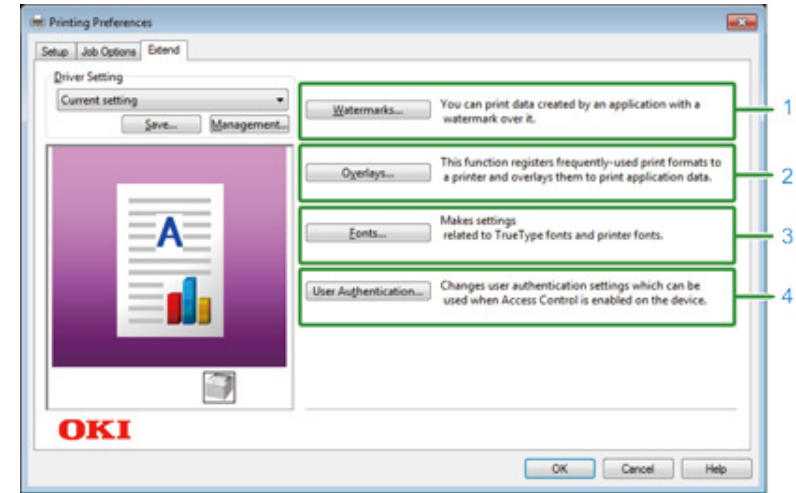 Printing Preferences
Setup Job Options Extend
Driver Setting
Current setting
Save... Management...
Watermarks...
You can print data created by an application with a
watermark over it.
1
Overlays...
This function registers frequently-used print formats to
a printer and overlays them to print application data.
2
Fonts...
Makes settings
related to TrueType fonts and printer fonts.
3
User Authentication...
Changes user authentication settings which can be
used when Access Control is enabled on the device.
4
A
OKI
OK Cancel Help